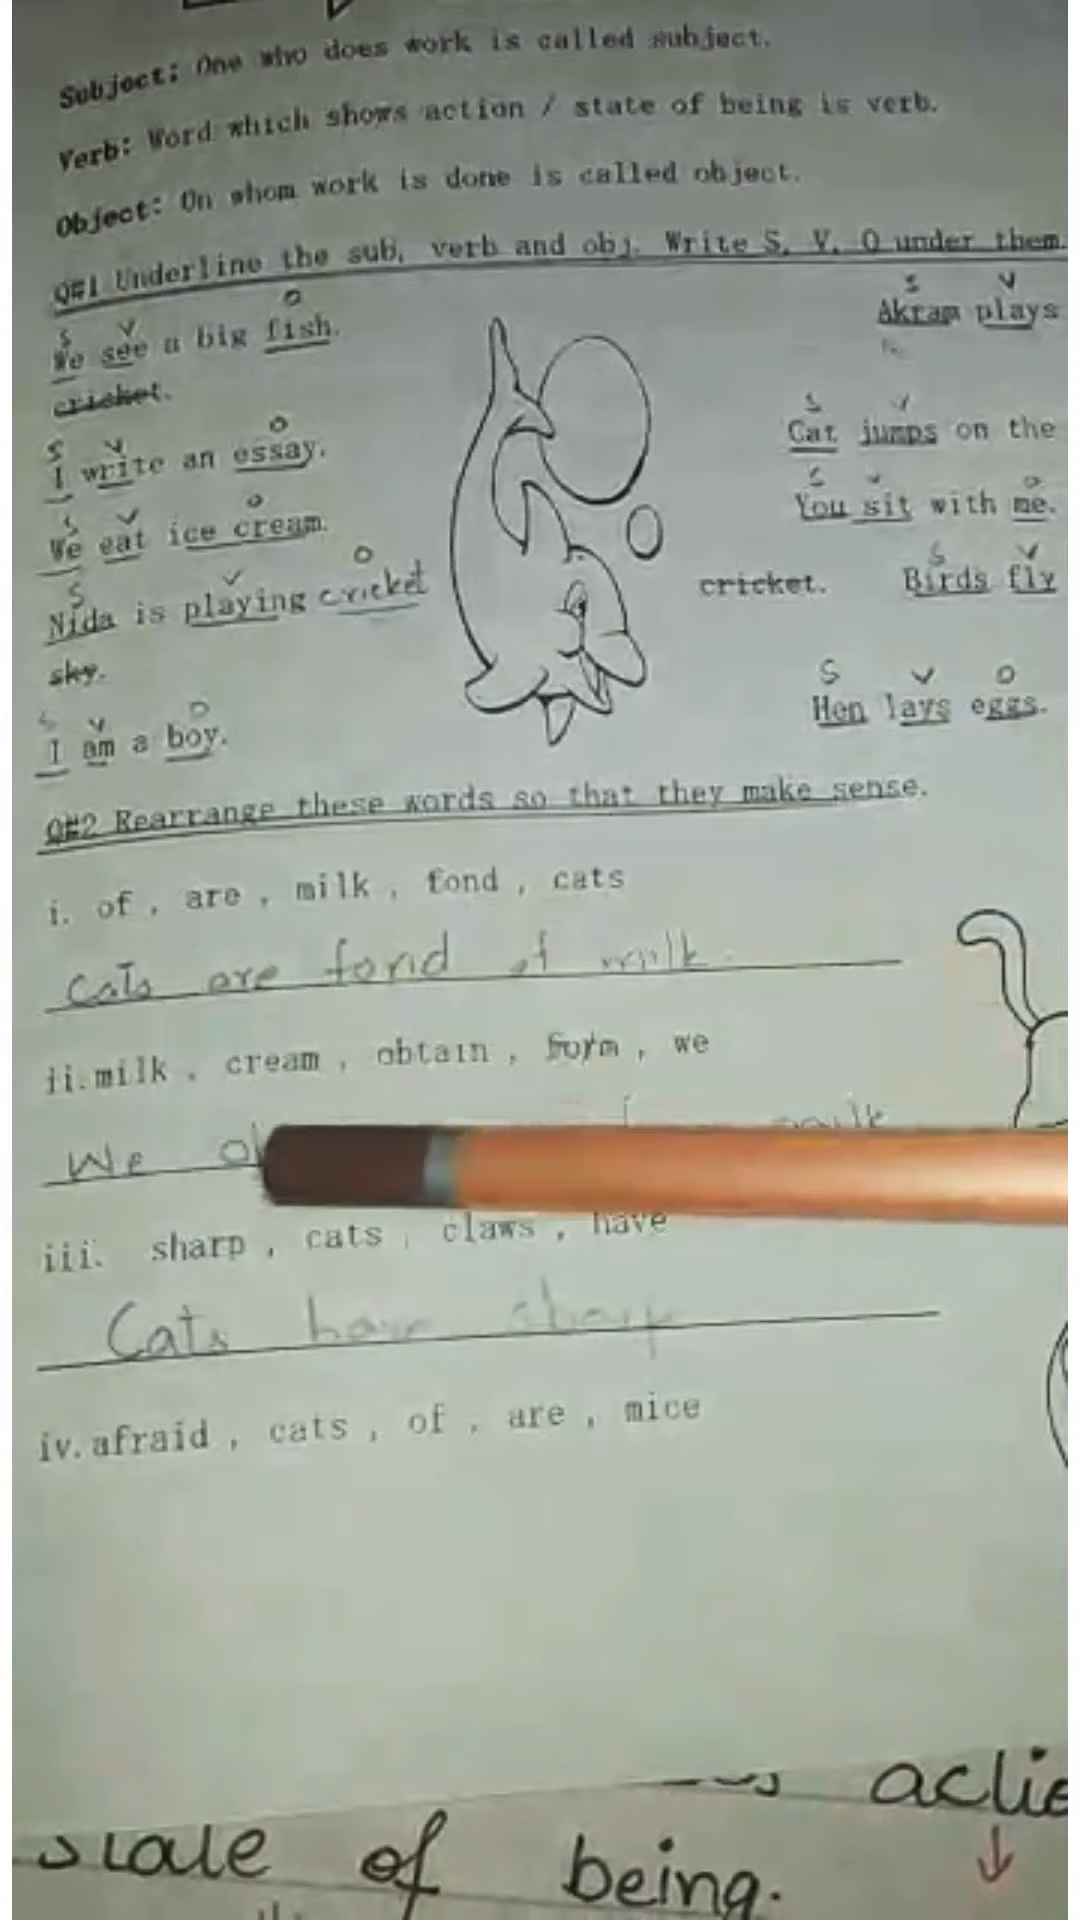 Subject: One who does work is called subject.
Verb: Word which shows action / state of being is verb.
Object: On whom work is done is called object.
Q#1 Underline the sub, verb and obj. Write S, V, O under them.
S V O
We see a big fish.
S V
Akram plays
cricket.
S V O
I write an essay.
S V
Cat jumps on the
S V O
We eat ice cream.
S V O
You sit with me.
S V O
Nida is playing cricket
cricket.
S V
Birds fly
sky.
S V O
I am a boy.
S V O
Hen lays eggs.
Q#2 Rearrange these words so that they make sense.
i. of , are , milk , fond , cats
Cats are fond of milk.
ii. milk , cream , obtain , form , we
We milk
iii. sharp , cats , claws , have
Cats have sharp
iv. afraid , cats , of , are , mice
state of being.